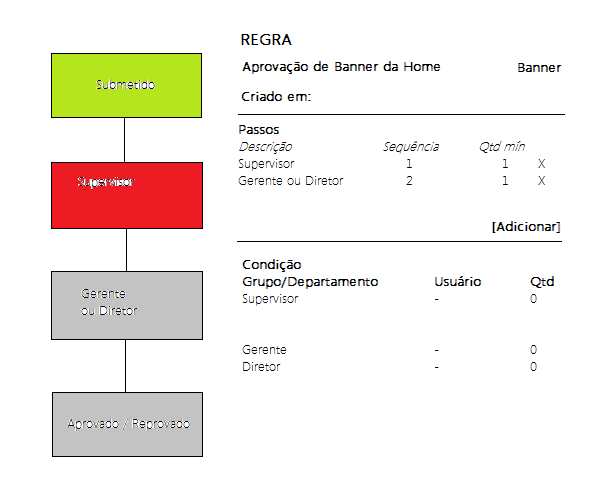 Submetido
Supervisor
Gerente
ou Diretor
Aprovado / Reprovado
REGRA
Aprovação de Banner da Home Banner
Criado em:
Passos
Descrição Sequência Qtd mín
Supervisor 1 1 X
Gerente ou Diretor 2 1 X
[Adicionar]
Condição
Grupo/Departamento Usuário Qtd
Supervisor - 0
Gerente - 0
Diretor - 0